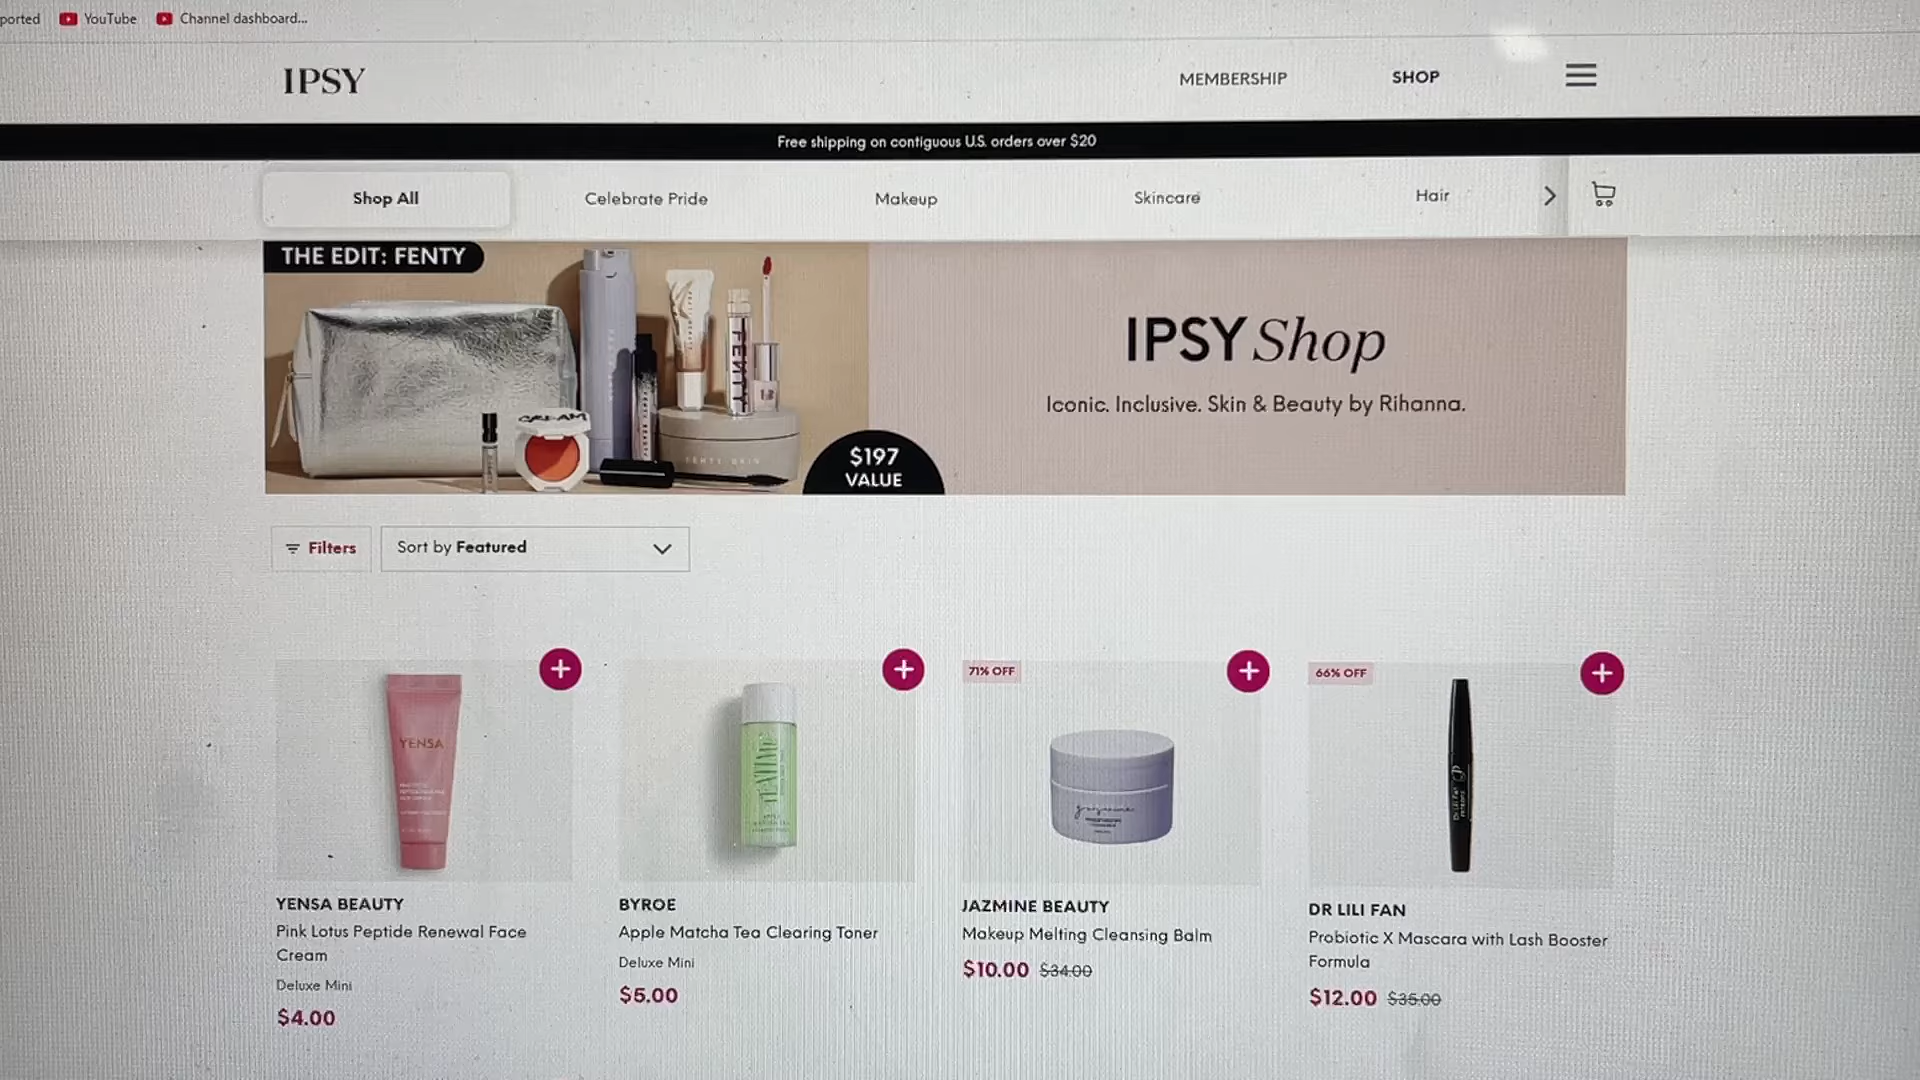 ported
YouTube
Channel dashboard...
IPSY
MEMBERSHIP
SHOP
Free shipping on contiguous U.S. orders over $20
Shop All
Celebrate Pride
Makeup
Skincare
Hair
THE EDIT: FENTY
CREAM
FENTY
FENTY SKIN
$197
VALUE
IPSY Shop
Iconic. Inclusive. Skin & Beauty by Rihanna.
Filters
Sort by Featured
YENSA
71% OFF
66% OFF
YENSA BEAUTY
Pink Lotus Peptide Renewal Face
Cream
Deluxe Mini
$4.00
BYROE
Apple Matcha Tea Clearing Toner
Deluxe Mini
$5.00
JAZMINE BEAUTY
Makeup Melting Cleansing Balm
$10.00 $34.00
DR LILI FAN
Probiotic X Mascara with Lash Booster
Formula
$12.00 $35.00